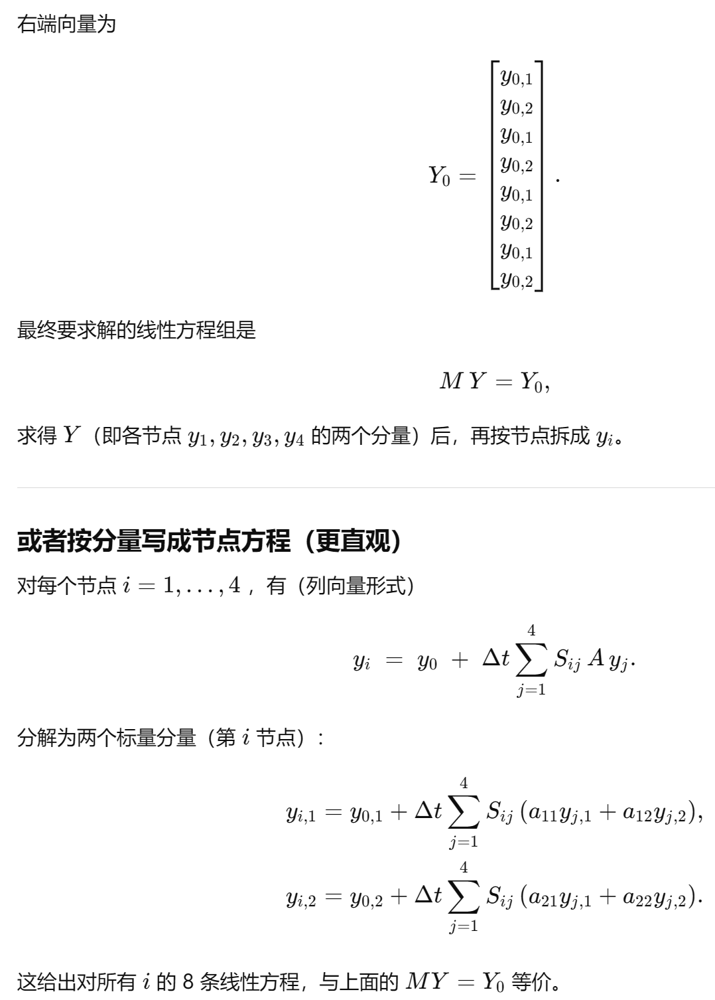 右端向量为
$$Y_0 = \begin{bmatrix} y_{0,1} \\ y_{0,2} \\ y_{0,1} \\ y_{0,2} \\ y_{0,1} \\ y_{0,2} \\ y_{0,1} \\ y_{0,2} \end{bmatrix}.$$
最终要求解的线性方程组是
$$M\,Y = Y_0,$$
求得 $Y$（即各节点 $y_1, y_2, y_3, y_4$ 的两个分量）后，再按节点拆成 $y_i$。
或者按分量写成节点方程（更直观）
对每个节点 $i = 1, \ldots, 4$ ，有（列向量形式）
$$y_i \;=\; y_0 \;+\; \Delta t \sum_{j=1}^{4} S_{ij}\, A\, y_j.$$
分解为两个标量分量（第 $i$ 节点）：
$$y_{i,1} = y_{0,1} + \Delta t \sum_{j=1}^{4} S_{ij}\,(a_{11} y_{j,1} + a_{12} y_{j,2}),$$
$$y_{i,2} = y_{0,2} + \Delta t \sum_{j=1}^{4} S_{ij}\,(a_{21} y_{j,1} + a_{22} y_{j,2}).$$
这给出对所有 $i$ 的 8 条线性方程，与上面的 $MY = Y_0$ 等价。